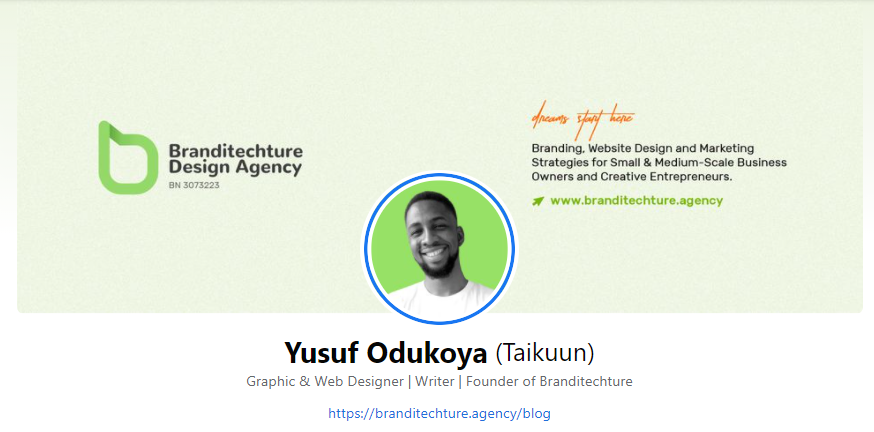 Branditechture
Design Agency
BN 3073223
dreams start here
Branding, Website Design and Marketing
Strategies for Small & Medium-Scale Business
Owners and Creative Entrepreneurs.
www.branditechture.agency
Yusuf Odukoya (Taikuun)
Graphic & Web Designer | Writer | Founder of Branditechture
https://branditechture.agency/blog